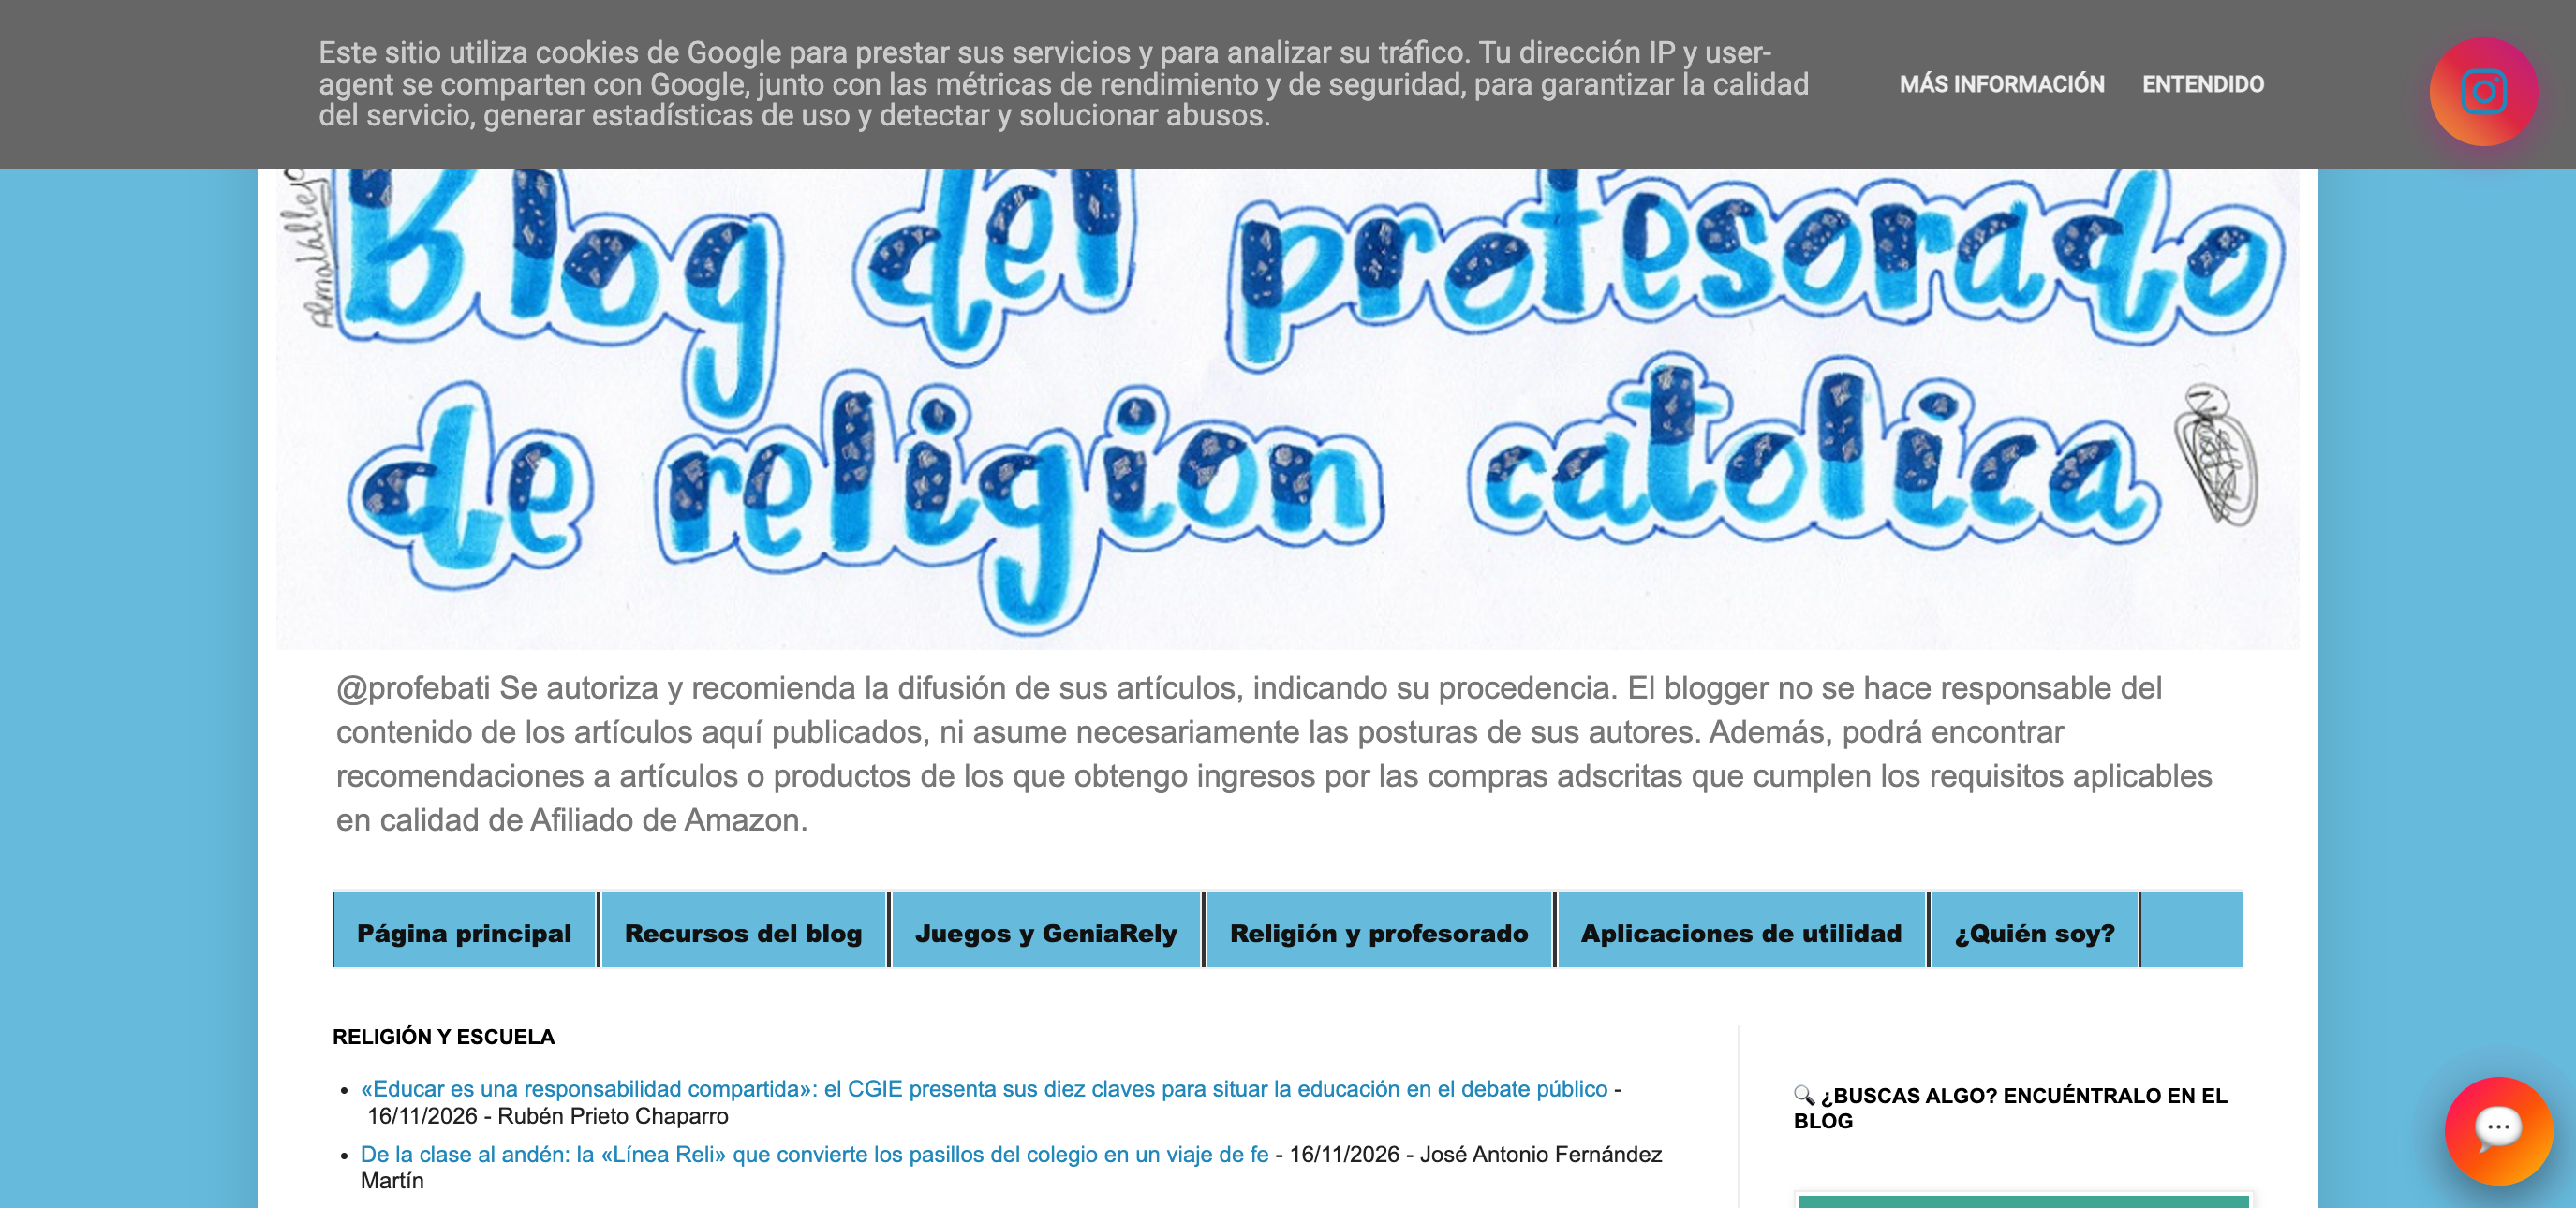 Este sitio utiliza cookies de Google para prestar sus servicios y para analizar su tráfico. Tu dirección IP y user-
agent se comparten con Google, junto con las métricas de rendimiento y de seguridad, para garantizar la calidad
del servicio, generar estadísticas de uso y detectar y solucionar abusos.
MÁS INFORMACIÓN
ENTENDIDO
Blog del profesorado
de religion catolica
@profebati Se autoriza y recomienda la difusión de sus artículos, indicando su procedencia. El blogger no se hace responsable del
contenido de los artículos aquí publicados, ni asume necesariamente las posturas de sus autores. Además, podrá encontrar
recomendaciones a artículos o productos de los que obtengo ingresos por las compras adscritas que cumplen los requisitos aplicables
en calidad de Afiliado de Amazon.
Página principal
Recursos del blog
Juegos y GeniaRely
Religión y profesorado
Aplicaciones de utilidad
¿Quién soy?
RELIGIÓN Y ESCUELA
«Educar es una responsabilidad compartida»: el CGIE presenta sus diez claves para situar la educación en el debate público -
16/11/2026 - Rubén Prieto Chaparro
De la clase al andén: la «Línea Reli» que convierte los pasillos del colegio en un viaje de fe - 16/11/2026 - José Antonio Fernández
Martín
🔍 ¿BUSCAS ALGO? ENCUÉNTRALO EN EL
BLOG